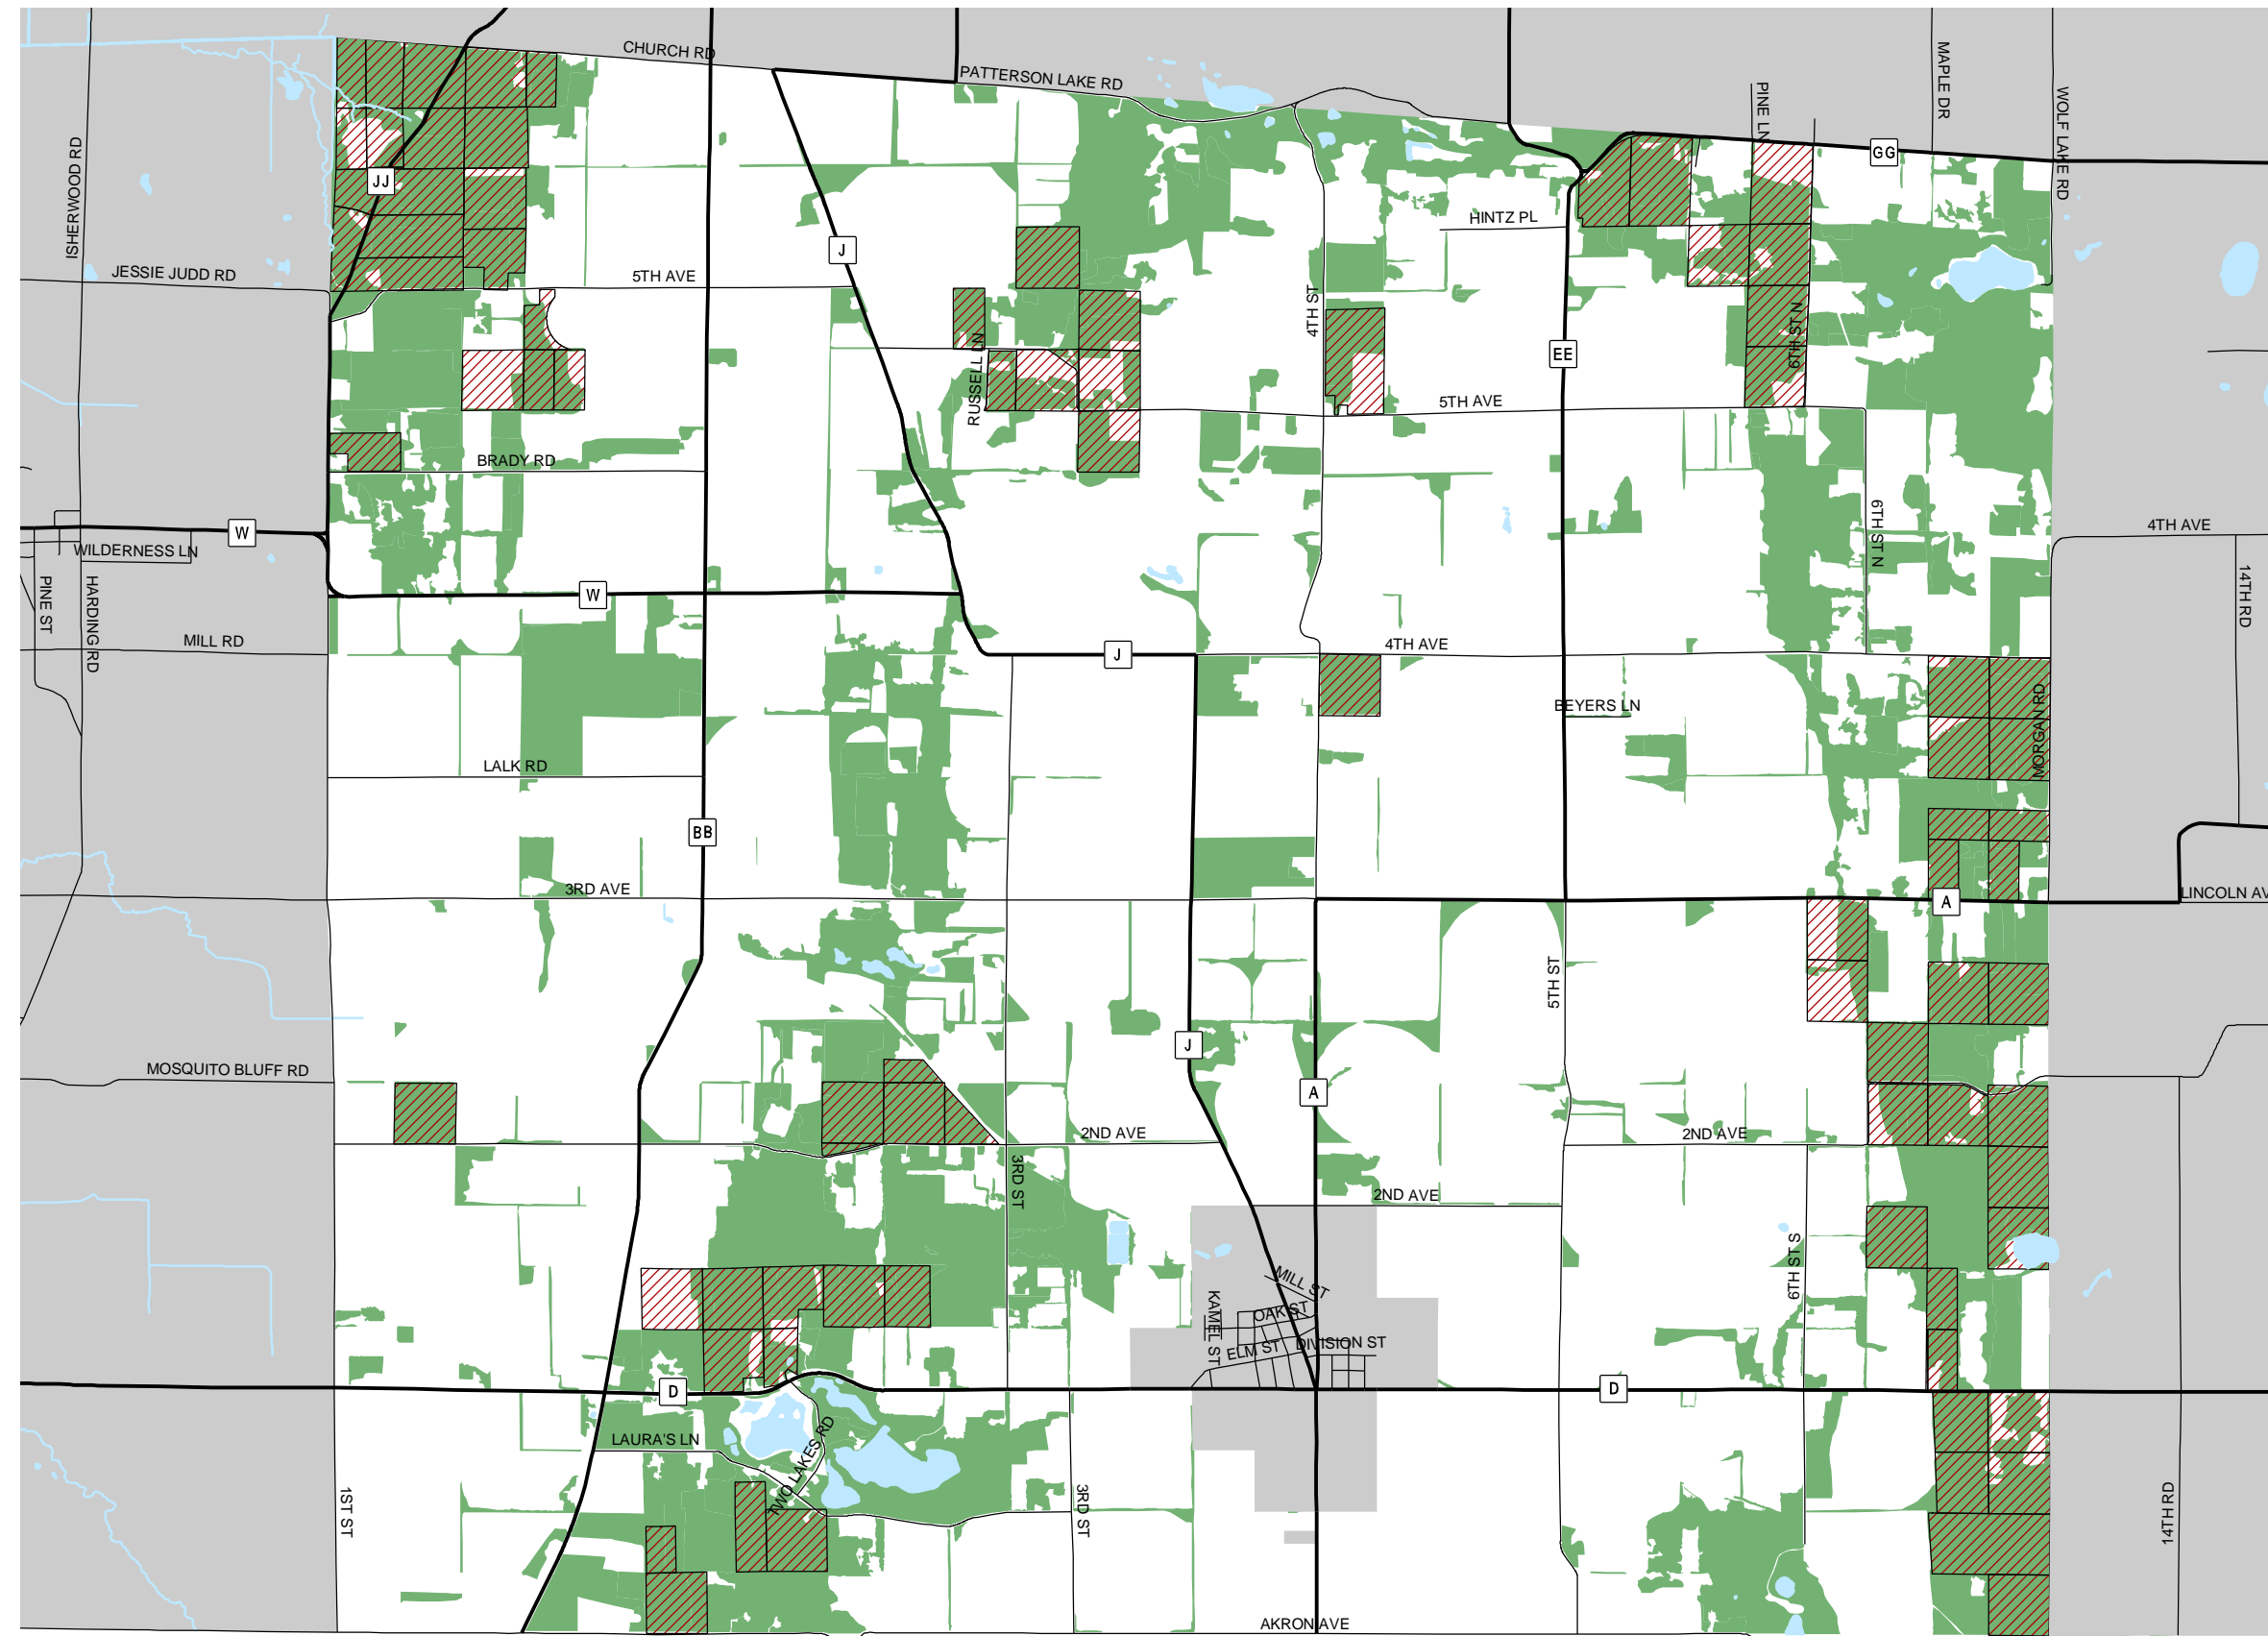 CHURCH RD
PATTERSON LAKE RD
MAPLE DR
PINE LN
WOLF LAKE RD
GG
ISHERWOOD RD
JJ
HINTZ PL
J
JESSIE JUDD RD
5TH AVE
4TH ST
6TH ST N
EE
RUSSELL LN
5TH AVE
BRADY RD
6TH ST N
4TH AVE
W
WILDERNESS LN
PINE ST
HARDING RD
W
14TH RD
MILL RD
J
4TH AVE
BEYERS LN
MORGAN RD
LALK RD
BB
3RD AVE
A
LINCOLN AV
5TH ST
J
MOSQUITO BLUFF RD
A
2ND AVE
2ND AVE
3RD ST
2ND AVE
6TH ST S
MILL ST
KAMEL ST
OAK ST
ELM ST
DIVISION ST
D
D
LAURA'S LN
TWO LAKES RD
1ST ST
3RD ST
14TH RD
AKRON AVE